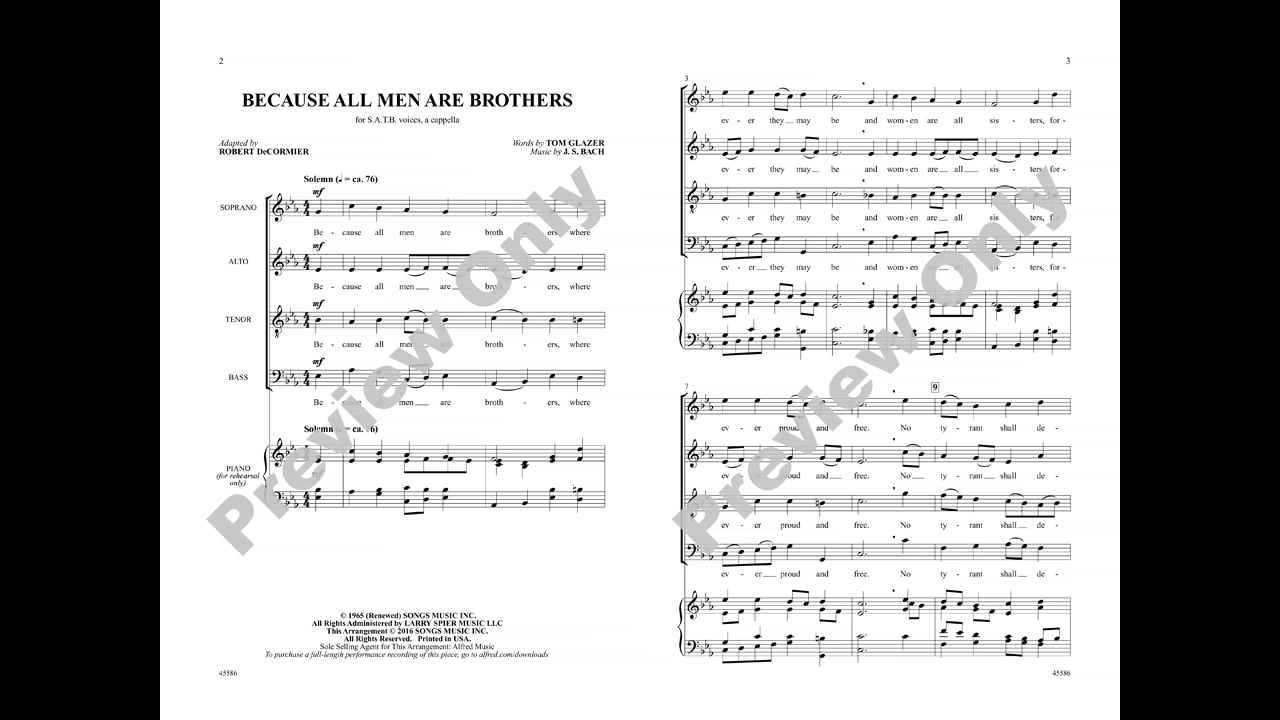 2
BECAUSE ALL MEN ARE BROTHERS
for S.A.T.B. voices, a cappella
Adapted by
ROBERT DeCORMIER
Words by TOM GLAZER
Music by J. S. BACH
Solemn (♩ = ca. 76)
mf
SOPRANO
Be - cause all men are broth - ers, where
mf
ALTO
Be - cause all men are broth - ers, where
mf
TENOR
Be - cause all men are broth - ers, where
mf
BASS
Be - cause all men are broth - ers, where
Solemn (♩ = ca. 76)
PIANO
(for rehearsal
only)
Preview Only
© 1965 (Renewed) SONGS MUSIC INC.
All Rights Administered by LARRY SPIER MUSIC LLC
This Arrangement © 2016 SONGS MUSIC INC.
All Rights Reserved. Printed in USA.
Sole Selling Agent for This Arrangement: Alfred Music
To purchase a full-length performance recording of this piece, go to alfred.com/downloads
45586
3
3
ev - er they may be and wom - en are all sis - ters, for -
ev - er they may be and wom - en are all sis - ters, for -
ev - er they may be and wom - en are all sis - ters, for -
ev - er they may be and wom - en are all sis - ters, for -
7
9
ev - er proud and free. No ty - rant shall de -
ev - er proud and free. No ty - rant shall de -
ev - er proud and free. No ty - rant shall de -
ev - er proud and free. No ty - rant shall de -
Preview Only
45586